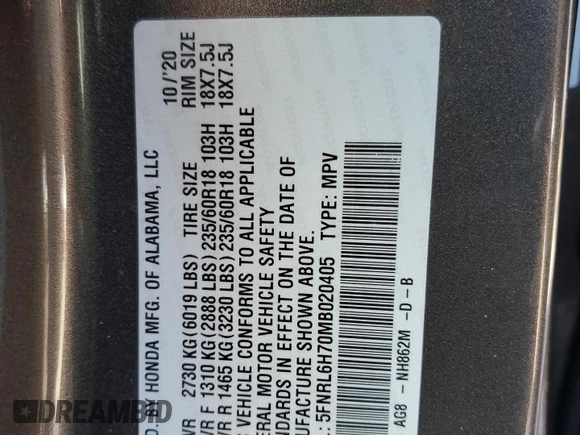 D BY HONDA MFG. OF ALABAMA, LLC 10/'20
VR 2730 KG(6019 LBS) TIRE SIZE RIM SIZE
VR F 1310 KG(2888 LBS) 235/60R18 103H 18X7.5J
VR R 1465 KG(3230 LBS) 235/60R18 103H 18X7.5J
VEHICLE CONFORMS TO ALL APPLICABLE
ERAL MOTOR VEHICLE SAFETY
NDARDS IN EFFECT ON THE DATE OF
UFACTURE SHOWN ABOVE.
: 5FNRL6H70MB020405 TYPE: MPV
AG8 - NH862M -D-B
DREAMBID